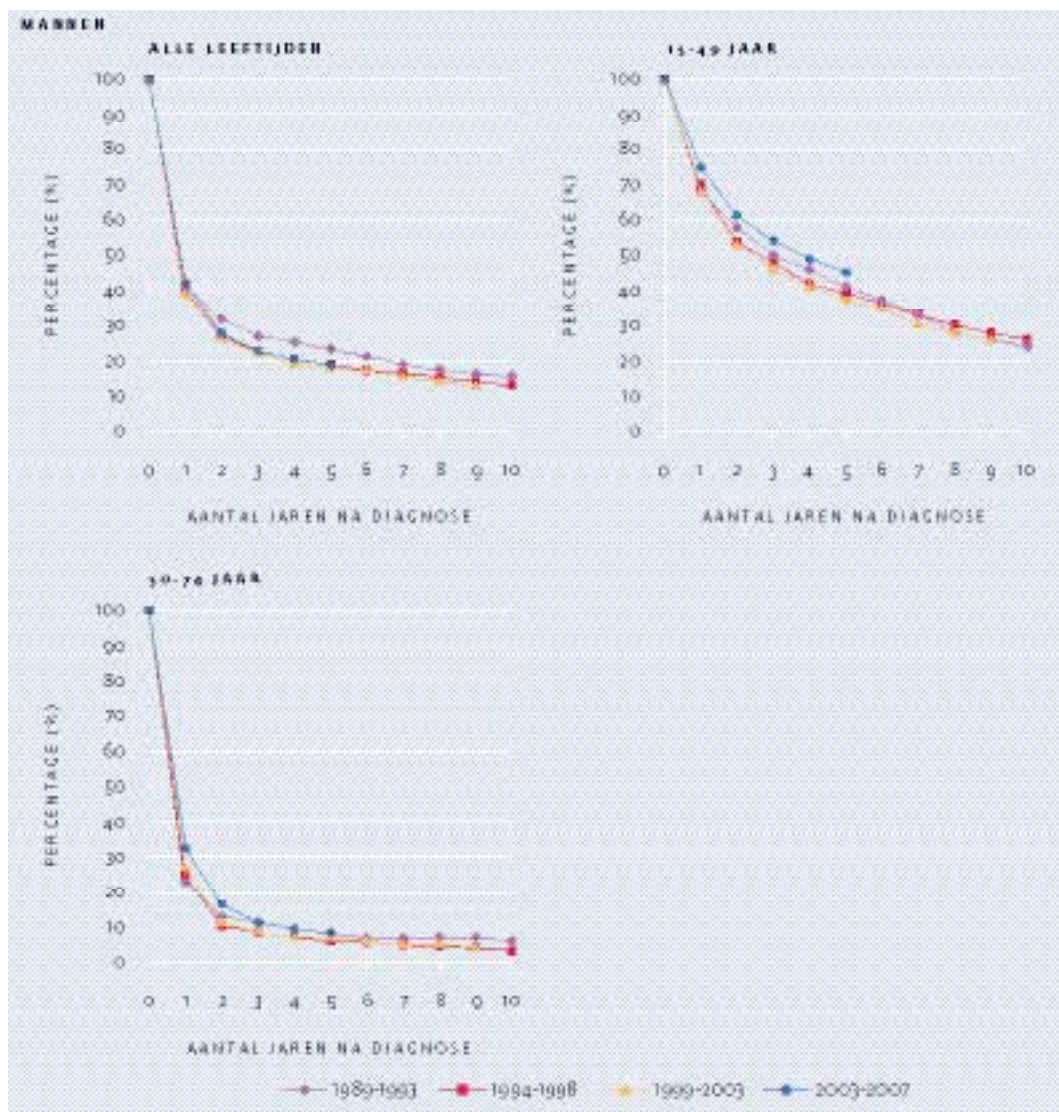 MANNEN
ALLE LEEFTIJDEN
15-49 JAAR
100
90
80
70
60
50
40
30
20
10
0
PERCENTAGE (%)
0 1 2 3 4 5 6 7 8 9 10
AANTAL JAREN NA DIAGNOSE
100
90
80
70
60
50
40
30
20
10
0
PERCENTAGE (%)
0 1 2 3 4 5 6 7 8 9 10
AANTAL JAREN NA DIAGNOSE
JAAR
100
90
80
70
60
50
40
30
20
10
0
PERCENTAGE (%)
0 1 2 3 4 5 6 7 8 9 10
AANTAL JAREN NA DIAGNOSE
1989-1993 1994-1998 1999-2003 2003-2007